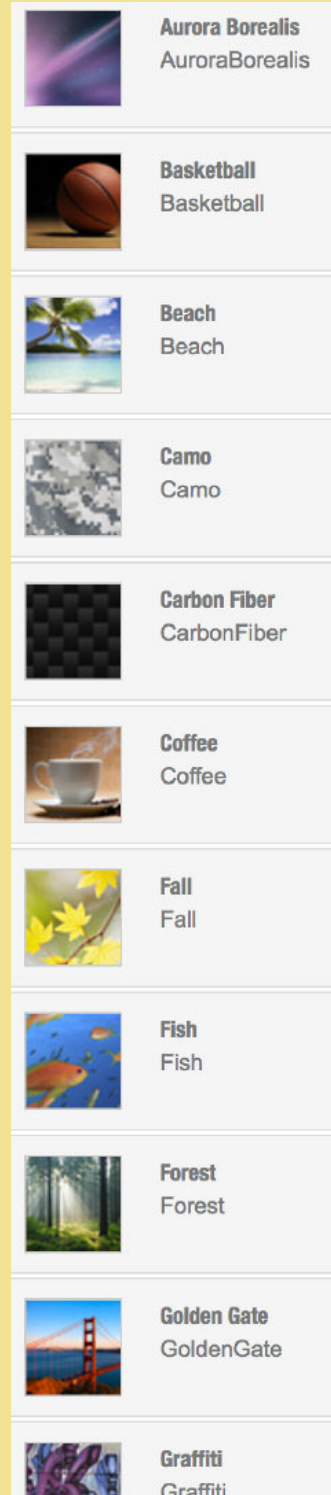 Aurora Borealis
AuroraBorealis
Basketball
Basketball
Beach
Beach
Camo
Camo
Carbon Fiber
CarbonFiber
Coffee
Coffee
Fall
Fall
Fish
Fish
Forest
Forest
Golden Gate
GoldenGate
Graffiti
Graffiti